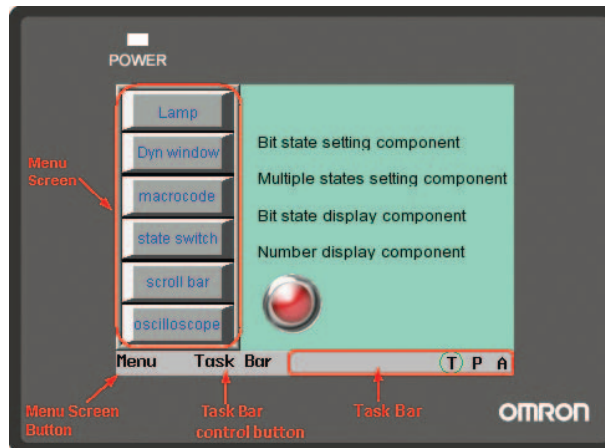 POWER
Lamp
Dyn window
macrocode
state switch
scroll bar
oscilloscope
Bit state setting component
Multiple states setting component
Bit state display component
Number display component
Menu
Screen
Menu Task Bar T P A
Menu Screen
Button
Task Bar
control button
Task Bar
OMRON